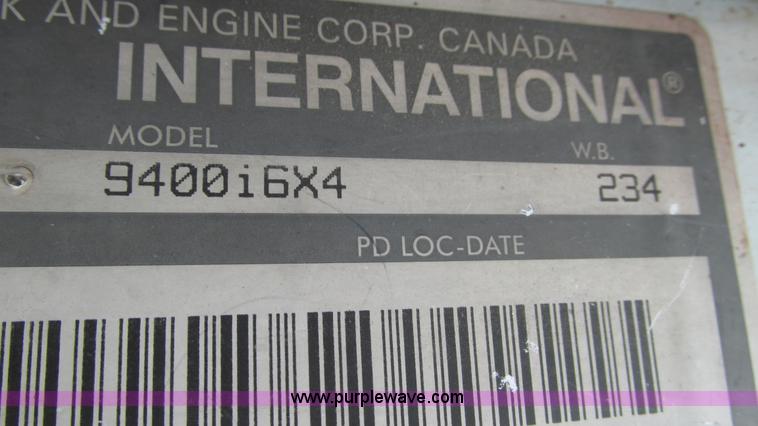 K AND ENGINE CORP. CANADA
INTERNATIONAL®
MODEL W.B.
9400i6X4 234
PD LOC-DATE
www.purplewave.com